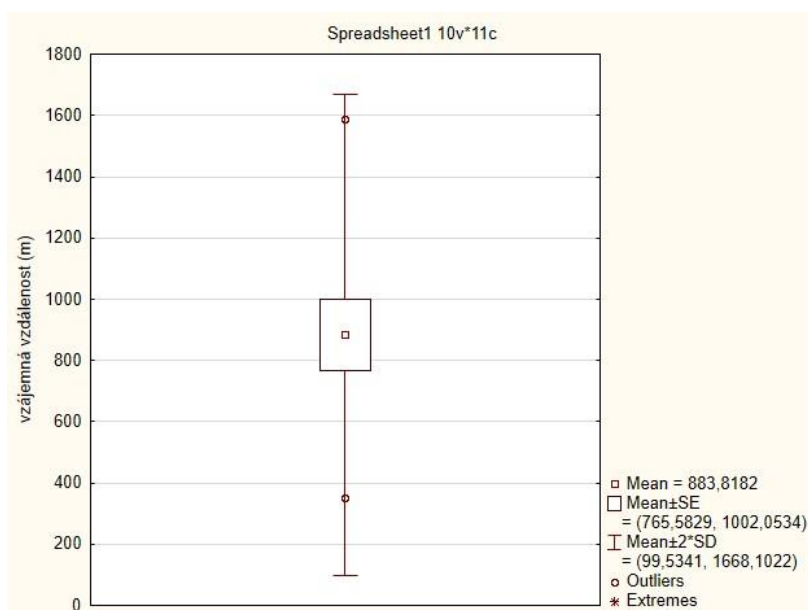 Spreadsheet1 10v*11c
1800
1600
1400
1200
1000
800
600
400
200
0
vzájemná vzdálenost (m)
Mean = 883,8182
Mean±SE
= (765,5829, 1002,0534)
Mean±2*SD
= (99,5341, 1668,1022)
Outliers
Extremes